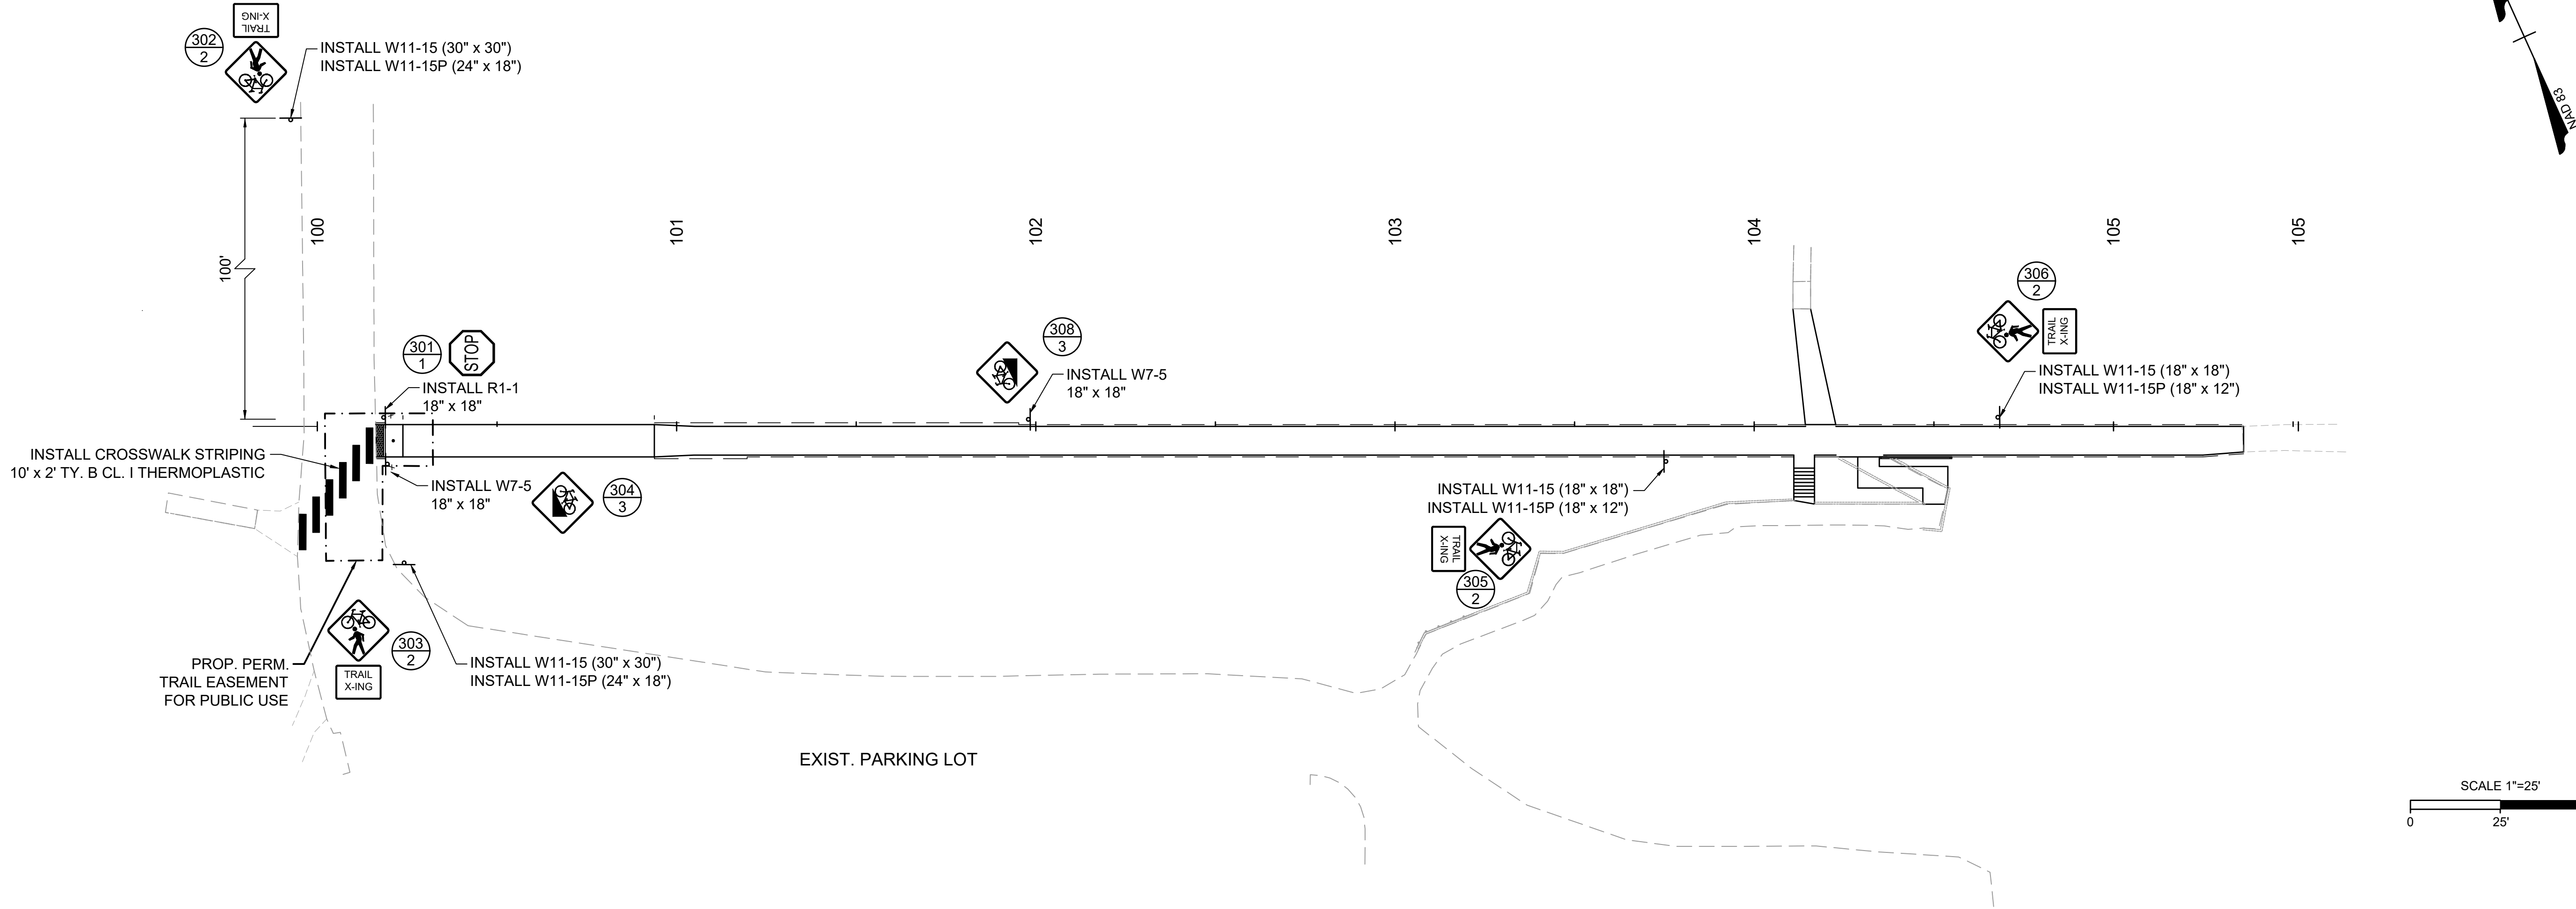 TRAIL
X-ING
302
2
INSTALL W11-15 (30" x 30")
INSTALL W11-15P (24" x 18")
NAD 83
100'
100
101
102
103
104
105
105
306
2
TRAIL
X-ING
INSTALL W11-15 (18" x 18")
INSTALL W11-15P (18" x 12")
301
1
STOP
INSTALL R1-1
18" x 18"
308
3
INSTALL W7-5
18" x 18"
INSTALL CROSSWALK STRIPING
10' x 2' TY. B CL. I THERMOPLASTIC
INSTALL W7-5
18" x 18"
304
3
INSTALL W11-15 (18" x 18")
INSTALL W11-15P (18" x 12")
TRAIL
X-ING
305
2
303
2
TRAIL
X-ING
PROP. PERM.
TRAIL EASEMENT
FOR PUBLIC USE
INSTALL W11-15 (30" x 30")
INSTALL W11-15P (24" x 18")
EXIST. PARKING LOT
SCALE 1"=25'
0
25'